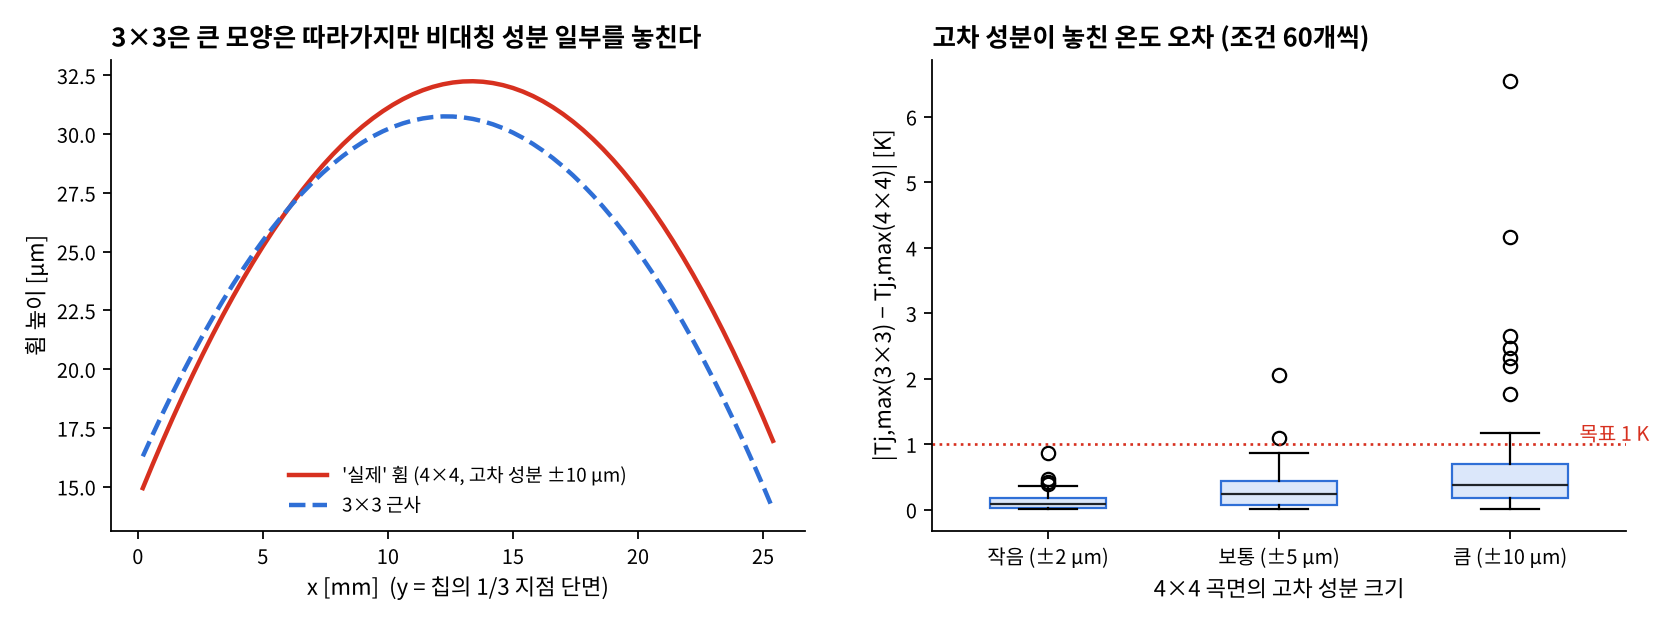 3×3은 큰 모양은 따라가지만 비대칭 성분 일부를 놓친다
휨 높이 [µm]
32.5
30.0
27.5
25.0
22.5
20.0
17.5
15.0
'실제' 휨 (4×4, 고차 성분 ±10 µm)
3×3 근사
0
5
10
15
20
25
x [mm]  (y = 칩의 1/3 지점 단면)
고차 성분이 놓친 온도 오차 (조건 60개씩)
|Tj,max(3×3) − Tj,max(4×4)| [K]
6
5
4
3
2
1
0
목표 1 K
작음 (±2 µm)
보통 (±5 µm)
큼 (±10 µm)
4×4 곡면의 고차 성분 크기